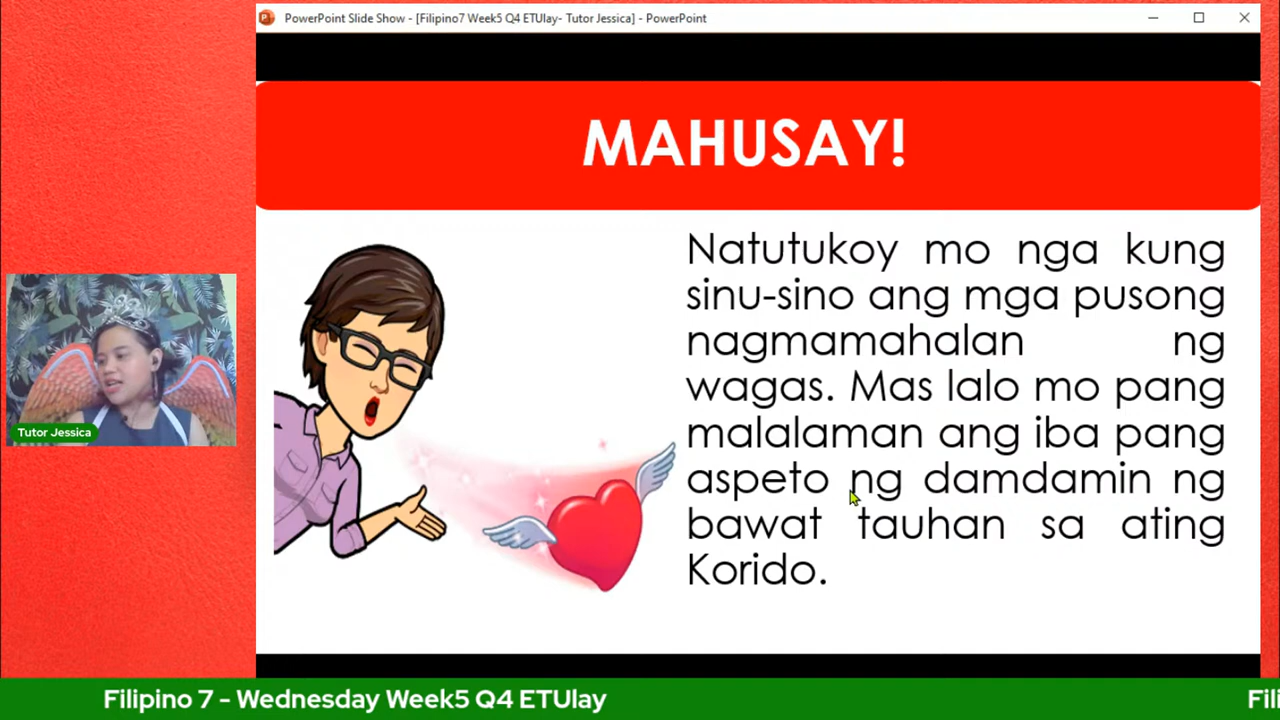 PowerPoint Slide Show - [Filipino7 Week5 Q4 ETUlay- Tutor Jessica] - PowerPoint
MAHUSAY!
Natutukoy mo nga kung
sinu-sino ang mga pusong
nagmamahalan ng
wagas. Mas lalo mo pang
malalaman ang iba pang
aspeto ng damdamin ng
bawat tauhan sa ating
Korido.
Tutor Jessica
Filipino 7 - Wednesday Week5 Q4 ETUlay
Fili